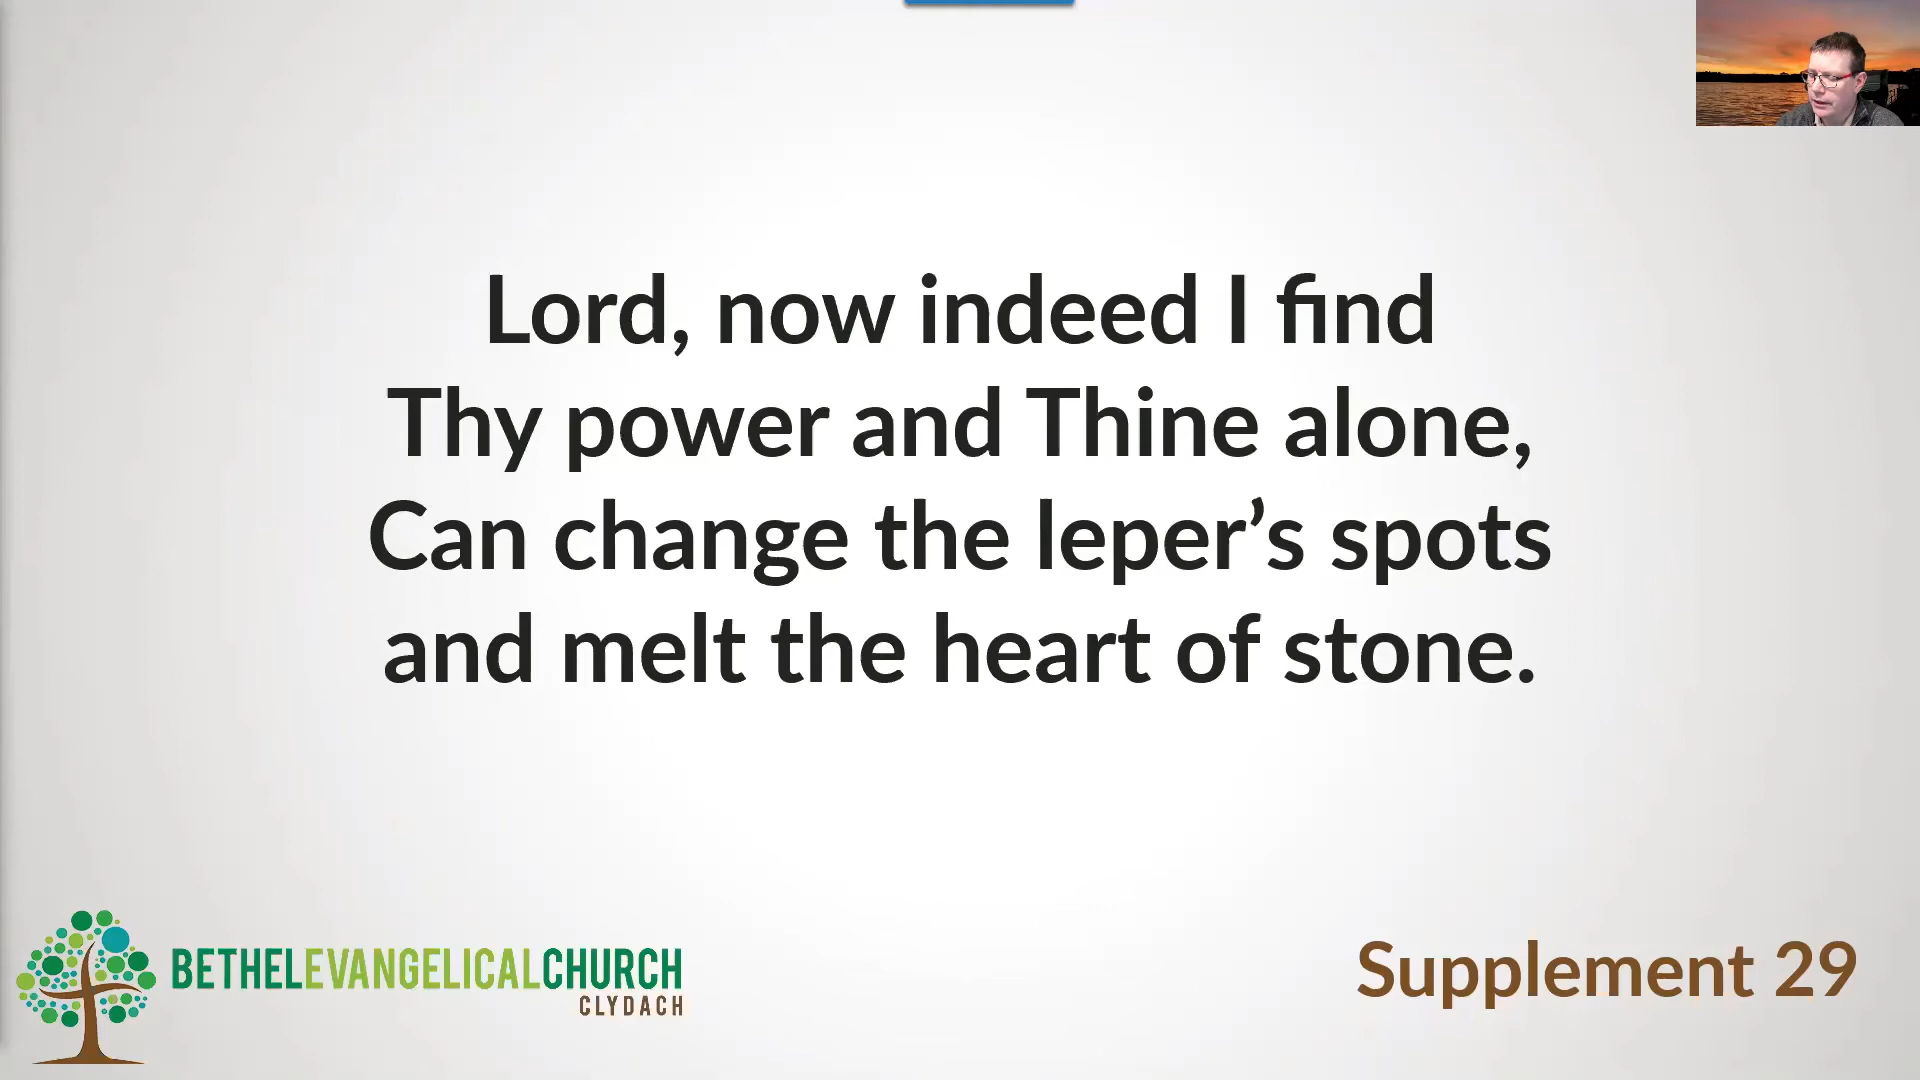 Lord, now indeed I find
Thy power and Thine alone,
Can change the leper’s spots
and melt the heart of stone.
BETHELEVANGELICALCHURCH
CLYDACH
Supplement 29